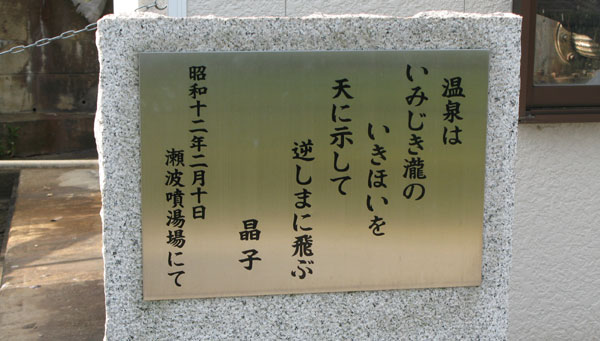 温泉は
いみじき瀧の
いきほいを
天に示して
逆しまに飛ぶ
晶子
昭和十二年二月十日
瀬波噴湯場にて